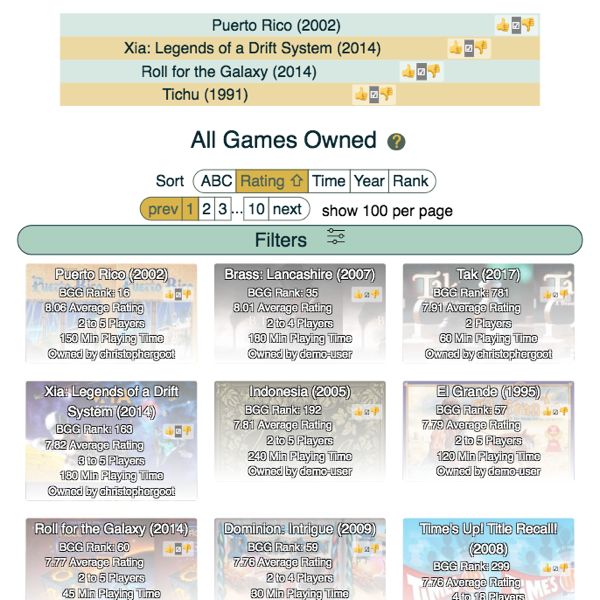 Puerto Rico (2002)
Xia: Legends of a Drift System (2014)
Roll for the Galaxy (2014)
Tichu (1991)
All Games Owned ?
Sort ABC Rating Time Year Rank
prev 1 2 3 ... 10 next show 100 per page
Filters
Puerto Rico (2002)
BGG Rank: 16
8.06 Average Rating
2 to 5 Players
150 Min Playing Time
Owned by christophergoot
Brass: Lancashire (2007)
BGG Rank: 35
8.01 Average Rating
2 to 4 Players
180 Min Playing Time
Owned by demo-user
Tak (2017)
BGG Rank: 781
7.91 Average Rating
2 Players
60 Min Playing Time
Owned by christophergoot
Xia: Legends of a Drift
System (2014)
BGG Rank: 163
7.82 Average Rating
3 to 5 Players
180 Min Playing Time
Owned by christophergoot
Indonesia (2005)
BGG Rank: 192
7.81 Average Rating
2 to 5 Players
240 Min Playing Time
Owned by demo-user
El Grande (1995)
BGG Rank: 57
7.79 Average Rating
2 to 5 Players
120 Min Playing Time
Owned by demo-user
Roll for the Galaxy (2014)
BGG Rank: 60
7.77 Average Rating
2 to 5 Players
45 Min Playing Time
Dominion: Intrigue (2009)
BGG Rank: 59
7.76 Average Rating
2 to 4 Players
30 Min Playing Time
Time's Up! Title Recall!
(2008)
BGG Rank: 299
7.76 Average Rating
4 to 18 Players